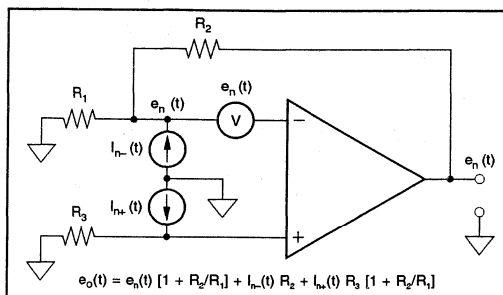 R₂
eₙ(t)
R₁
eₙ(t)
V
−
Iₙ₋(t)
eₙ(t)
Iₙ₊(t)
R₃
+
eₒ(t) = eₙ(t) [1 + R₂/R₁] + Iₙ₋(t) R₂ + Iₙ₊(t) R₃ [1 + R₂/R₁]